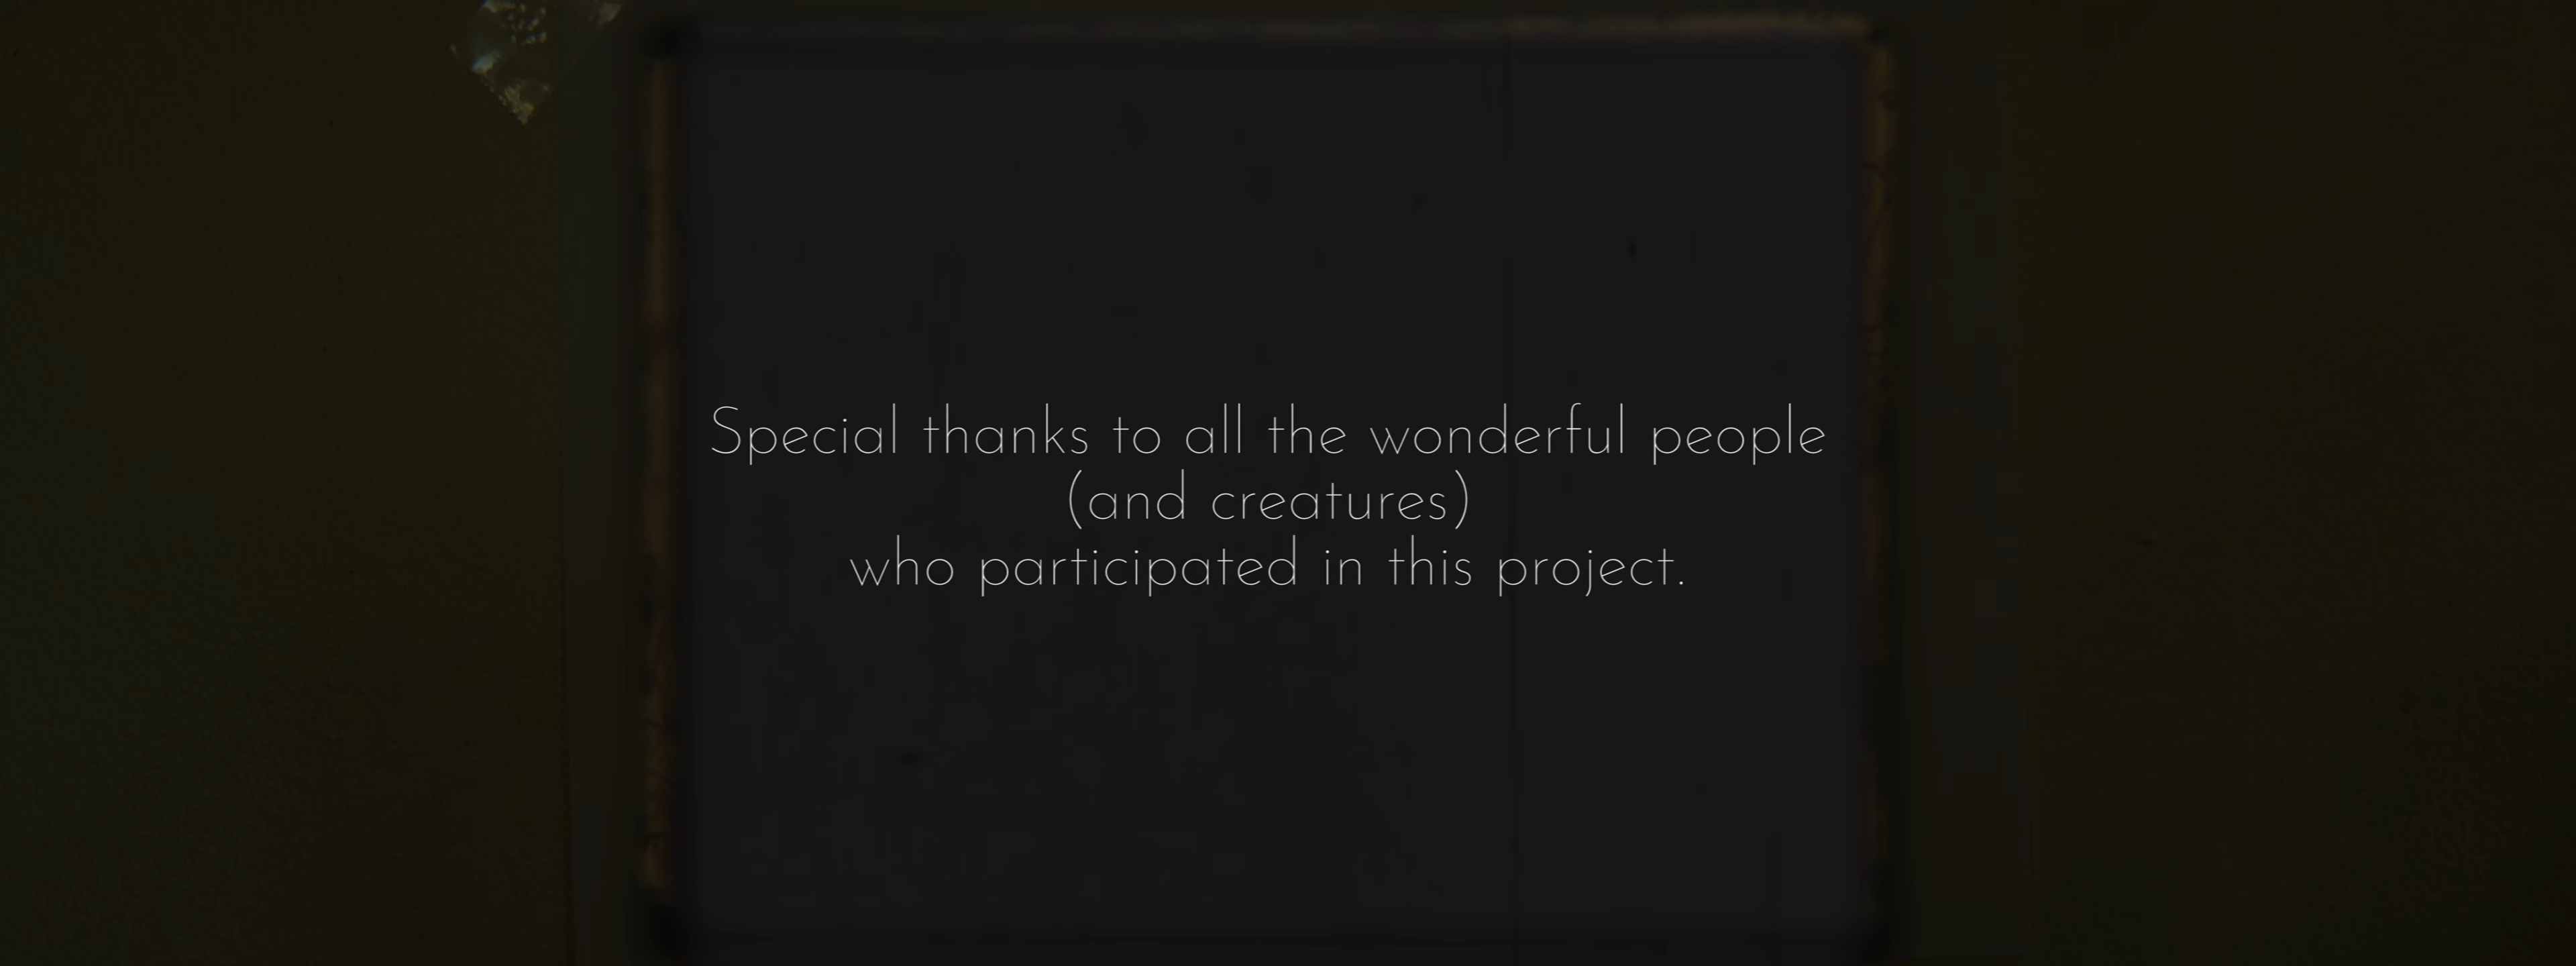 Special thanks to all the wonderful people
(and creatures)
who participated in this project.